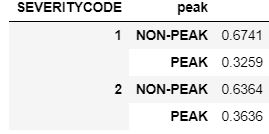 SEVERITYCODE peak
1 NON-PEAK 0.6741
PEAK 0.3259
2 NON-PEAK 0.6364
PEAK 0.3636